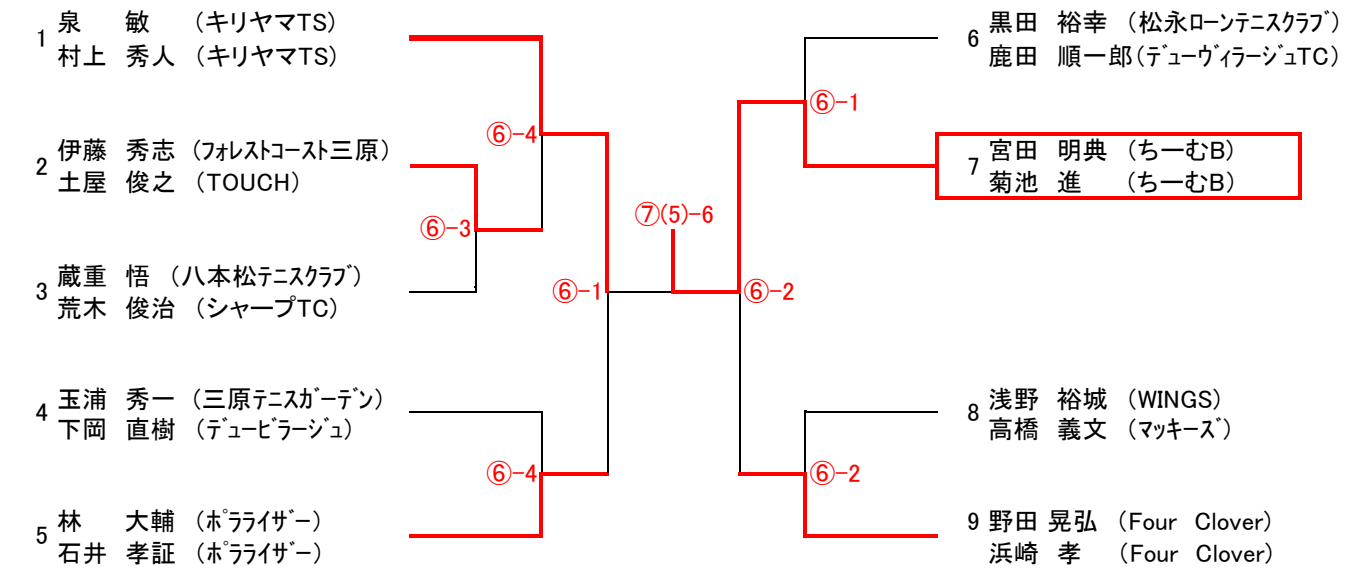 1 泉 敏 (キリヤマTS)
村上 秀人 (キリヤマTS)
2 伊藤 秀志 (フォレストコースト三原)
土屋 俊之 (TOUCH)
3 蔵重 悟 (八本松テニスクラブ)
荒木 俊治 (シャープTC)
4 玉浦 秀一 (三原テニスガーデン)
下岡 直樹 (デュービラージュ)
5 林 大輔 (ポラライザー)
石井 孝証 (ポラライザー)
⑥-4
⑥-3
⑥-1
⑥-4
⑦(5)-6
⑥-2
⑥-1
⑥-2
6 黒田 裕幸 (松永ローンテニスクラブ)
鹿田 順一郎(デューヴィラージュTC)
7 宮田 明典 (ちーむB)
菊池 進 (ちーむB)
8 浅野 裕城 (WINGS)
高橋 義文 (マッキーズ)
9 野田 晃弘 (Four Clover)
浜崎 孝 (Four Clover)